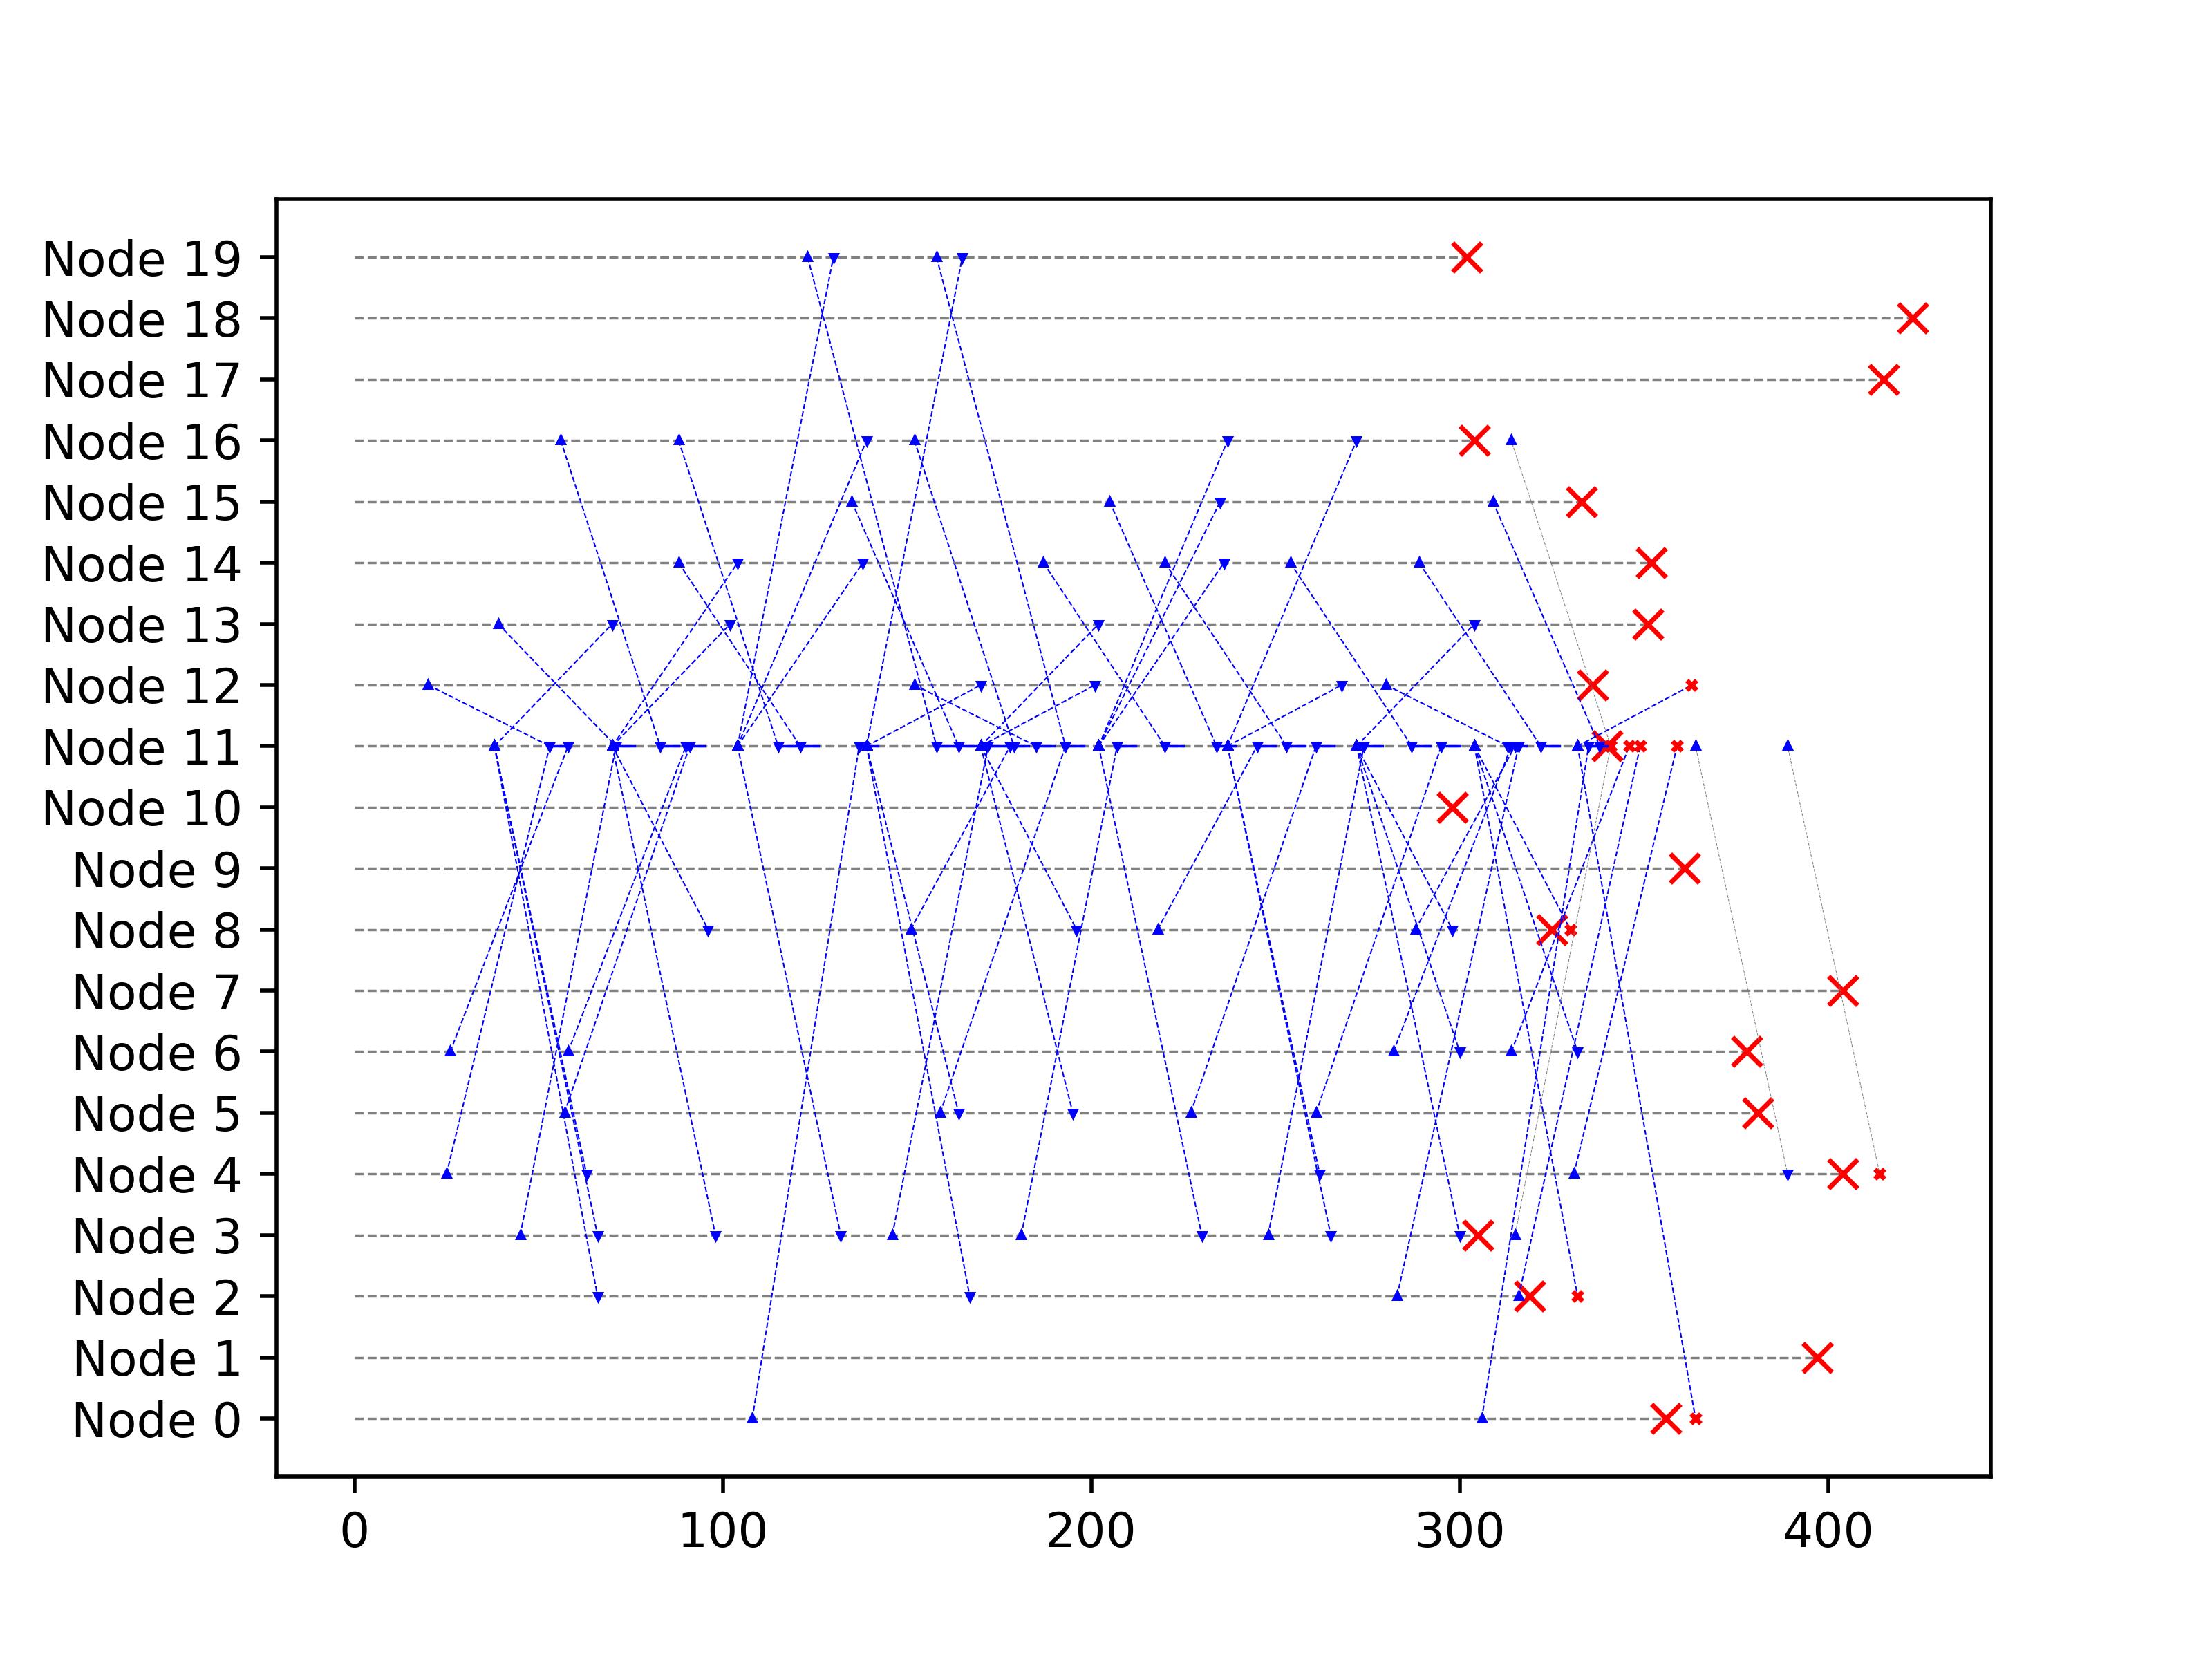 Node 19
Node 18
Node 17
Node 16
Node 15
Node 14
Node 13
Node 12
Node 11
Node 10
Node 9
Node 8
Node 7
Node 6
Node 5
Node 4
Node 3
Node 2
Node 1
Node 0
0 100 200 300 400